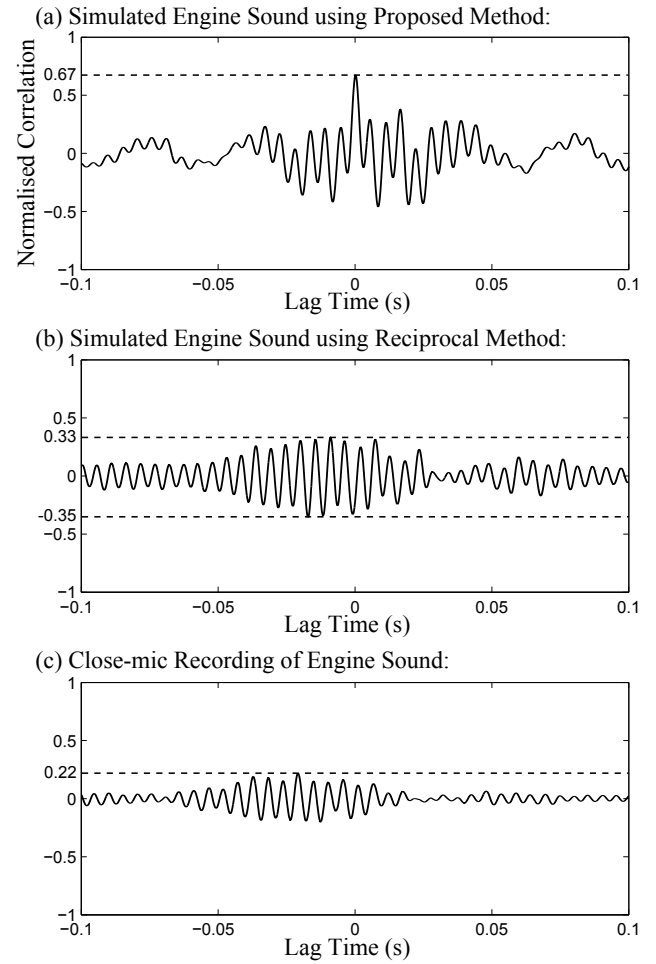 (a) Simulated Engine Sound using Proposed Method:
1
0.67
0.5
0
−0.5
−1
Normalised Correlation
−0.1 −0.05 0 0.05 0.1
Lag Time (s)
(b) Simulated Engine Sound using Reciprocal Method:
1
0.5
0.33
0
-0.35
−0.5
−1
−0.1 −0.05 0 0.05 0.1
Lag Time (s)
(c) Close-mic Recording of Engine Sound:
1
0.5
0.22
0
−0.5
−1
−0.1 −0.05 0 0.05 0.1
Lag Time (s)